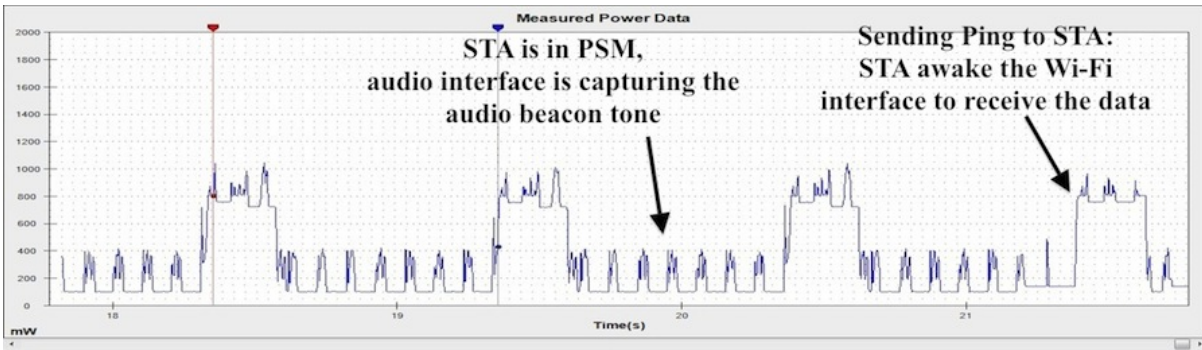 Measured Power Data
2000
1800
1600
1400
1200
1000
800
600
400
200
0
mW
STA is in PSM,
audio interface is capturing the
audio beacon tone
Sending Ping to STA:
STA awake the Wi-Fi
interface to receive the data
18
19
20
21
Time(s)